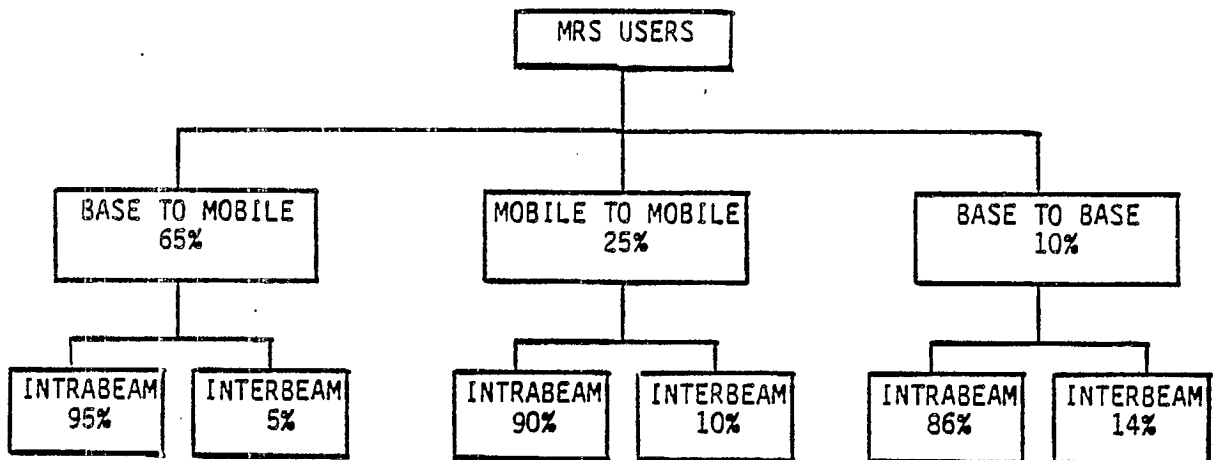 MRS USERS
BASE TO MOBILE
65%
MOBILE TO MOBILE
25%
BASE TO BASE
10%
INTRABEAM
95%
INTERBEAM
5%
INTRABEAM
90%
INTERBEAM
10%
INTRABEAM
86%
INTERBEAM
14%